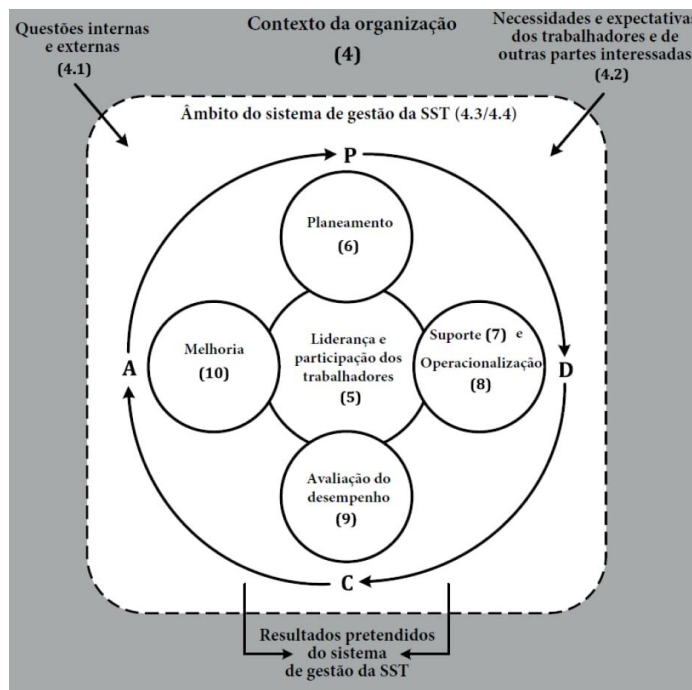 Questões internas
e externas
(4.1)
Contexto da organização
(4)
Necessidades e expectativa
dos trabalhadores e de
outras partes interessadas
(4.2)
Âmbito do sistema de gestão da SST (4.3/4.4)
P
Planeamento
(6)
A
Melhoria
(10)
Liderança e
participação dos
trabalhadores
(5)
Suporte (7) e
Operacionalização
(8)
D
Avaliação do
desempenho
(9)
C
Resultados pretendidos
do sistema
de gestão da SST